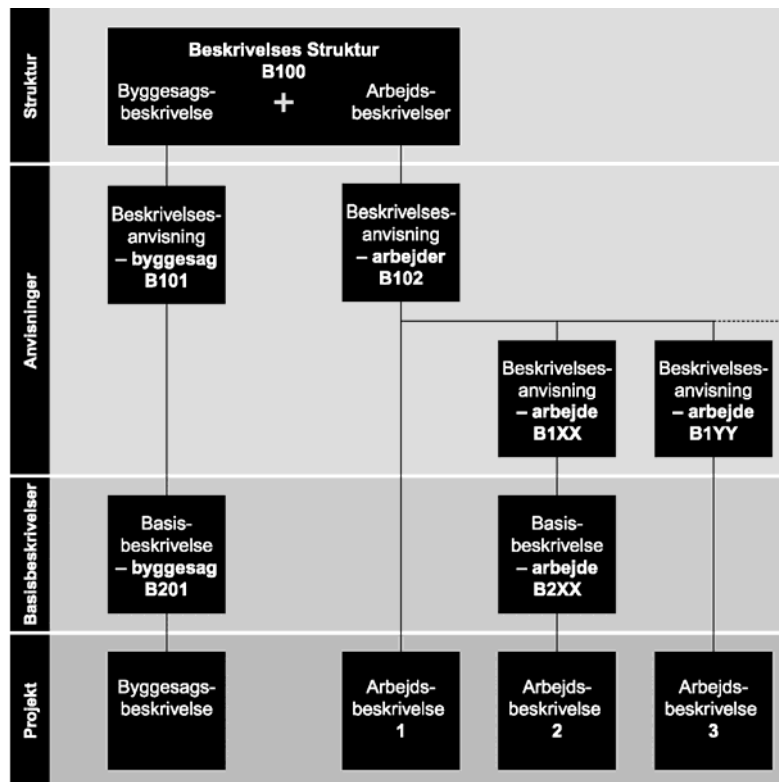 Struktur
Beskrivelses Struktur
B100
Byggesags-
beskrivelse
+
Arbejds-
beskrivelser
Anvisninger
Beskrivelses-
anvisning
– byggesag
B101
Beskrivelses-
anvisning
– arbejder
B102
Beskrivelses-
anvisning
– arbejde
B1XX
Beskrivelses-
anvisning
– arbejde
B1YY
Basisbeskrivelser
Basis-
beskrivelse
– byggesag
B201
Basis-
beskrivelse
– arbejde
B2XX
Projekt
Byggesags-
beskrivelse
Arbejds-
beskrivelse
1
Arbejds-
beskrivelse
2
Arbejds-
beskrivelse
3